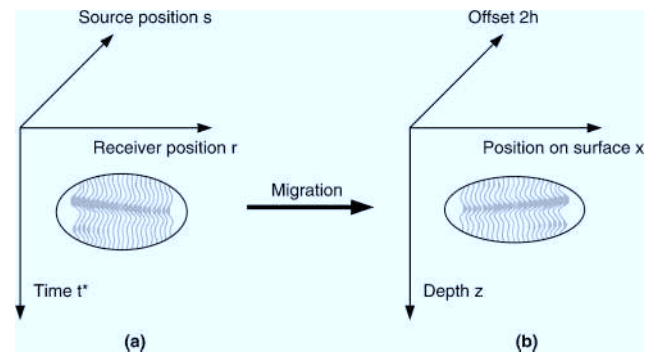 Source position s
Offset 2h
Receiver position r
Position on surface x
Migration
Time t*
Depth z
(a)
(b)